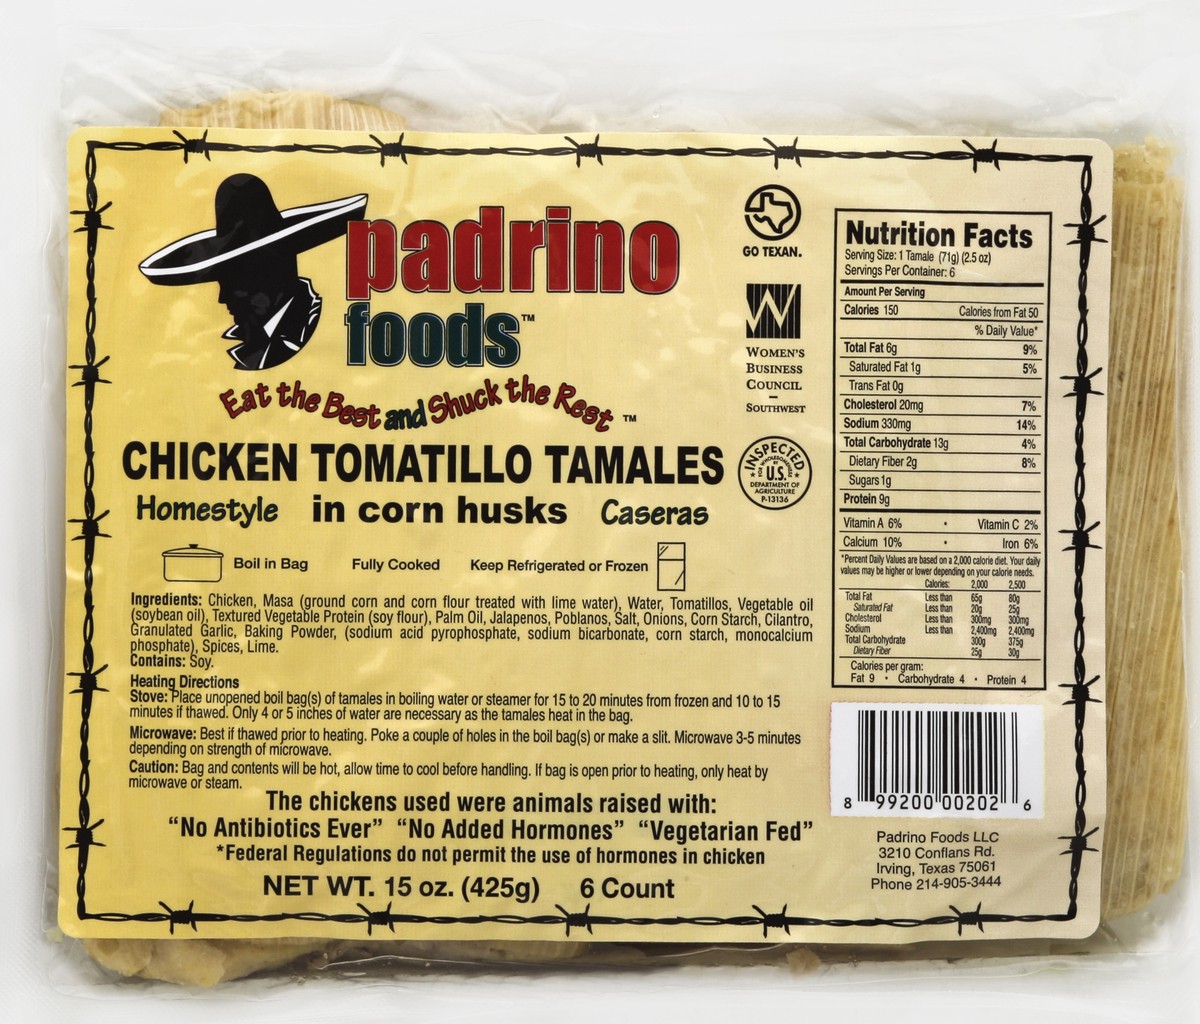 padrino
foods™
Eat the Best and Shuck the Rest ™
CHICKEN TOMATILLO TAMALES
Homestyle in corn husks Caseras
Boil in Bag Fully Cooked Keep Refrigerated or Frozen
Ingredients: Chicken, Masa (ground corn and corn flour treated with lime water), Water, Tomatillos, Vegetable oil
(soybean oil), Textured Vegetable Protein (soy flour), Palm Oil, Jalapenos, Poblanos, Salt, Onions, Corn Starch, Cilantro,
Granulated Garlic, Baking Powder, (sodium acid pyrophosphate, sodium bicarbonate, corn starch, monocalcium
phosphate), Spices, Lime.
Contains: Soy.
Heating Directions
Stove: Place unopened boil bag(s) of tamales in boiling water or steamer for 15 to 20 minutes from frozen and 10 to 15
minutes if thawed. Only 4 or 5 inches of water are necessary as the tamales heat in the bag.
Microwave: Best if thawed prior to heating. Poke a couple of holes in the boil bag(s) or make a slit. Microwave 3-5 minutes
depending on strength of microwave.
Caution: Bag and contents will be hot, allow time to cool before handling. If bag is open prior to heating, only heat by
microwave or steam.
The chickens used were animals raised with:
“No Antibiotics Ever” “No Added Hormones” “Vegetarian Fed”
*Federal Regulations do not permit the use of hormones in chicken
NET WT. 15 oz. (425g) 6 Count
GO TEXAN.
WOMEN'S
BUSINESS
COUNCIL
–
SOUTHWEST
INSPECTED
FOR WHOLESOMENESS
BY
U.S.
DEPARTMENT OF
AGRICULTURE
P-13136
Nutrition Facts
Serving Size: 1 Tamale (71g) (2.5 oz)
Servings Per Container: 6
Amount Per Serving
Calories 150 Calories from Fat 50
% Daily Value*
Total Fat 6g 9%
Saturated Fat 1g 5%
Trans Fat 0g
Cholesterol 20mg 7%
Sodium 330mg 14%
Total Carbohydrate 13g 4%
Dietary Fiber 2g 8%
Sugars 1g
Protein 9g
Vitamin A 6% • Vitamin C 2%
Calcium 10% • Iron 6%
*Percent Daily Values are based on a 2,000 calorie diet. Your daily
values may be higher or lower depending on your calorie needs.
Calories: 2,000 2,500
Total Fat Less than 65g 80g
Saturated Fat Less than 20g 25g
Cholesterol Less than 300mg 300mg
Sodium Less than 2,400mg 2,400mg
Total Carbohydrate 300g 375g
Dietary Fiber 25g 30g
Calories per gram:
Fat 9 • Carbohydrate 4 • Protein 4
8 99200 00202 6
Padrino Foods LLC
3210 Conflans Rd.
Irving, Texas 75061
Phone 214-905-3444